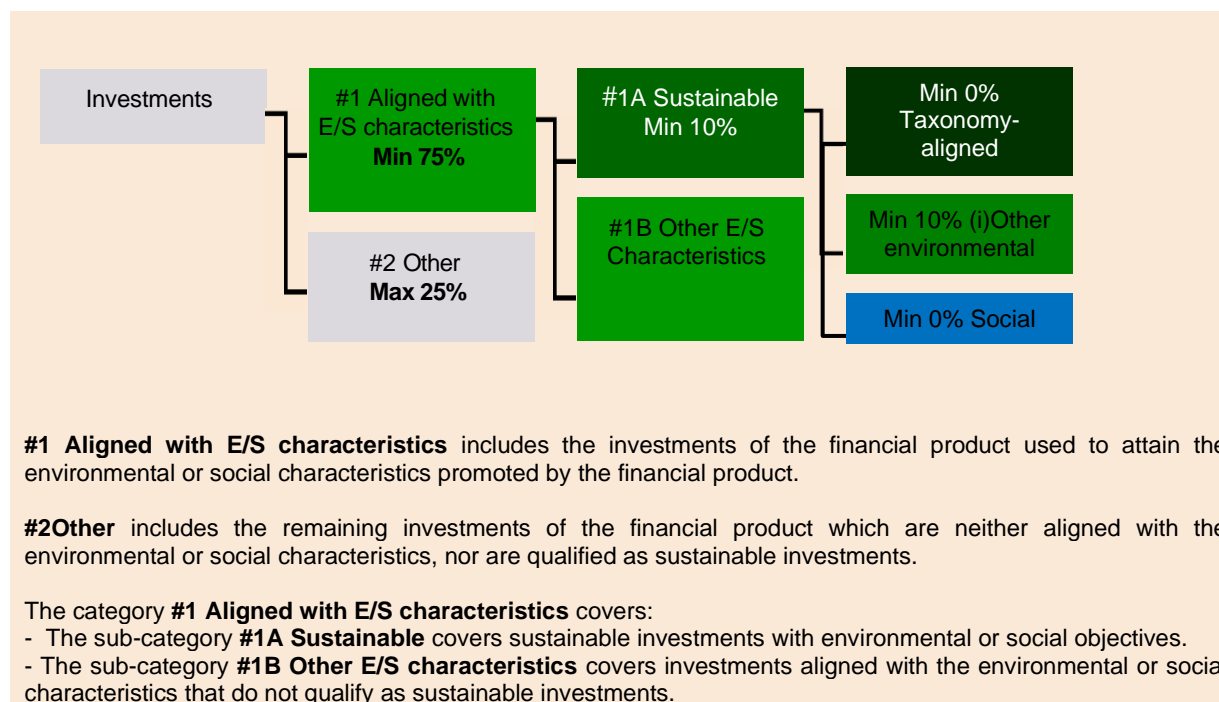 Investments
#1 Aligned with
E/S characteristics
Min 75%
#2 Other
Max 25%
#1A Sustainable
Min 10%
#1B Other E/S
Characteristics
Min 0%
Taxonomy-
aligned
Min 10% (i)Other
environmental
Min 0% Social
#1 Aligned with E/S characteristics includes the investments of the financial product used to attain the
environmental or social characteristics promoted by the financial product.
#2Other includes the remaining investments of the financial product which are neither aligned with the
environmental or social characteristics, nor are qualified as sustainable investments.
The category #1 Aligned with E/S characteristics covers:
- The sub-category #1A Sustainable covers sustainable investments with environmental or social objectives.
- The sub-category #1B Other E/S characteristics covers investments aligned with the environmental or social
characteristics that do not qualify as sustainable investments.